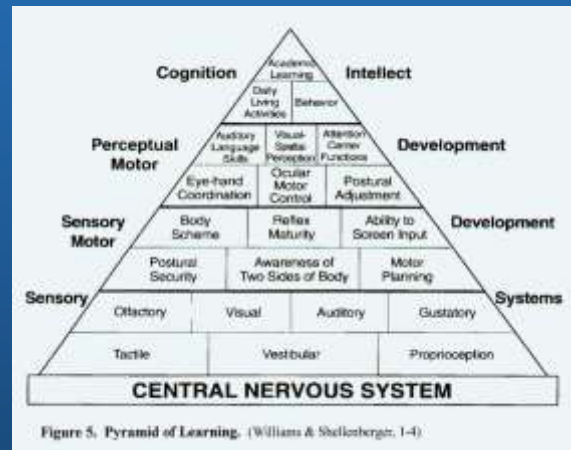 Academic
Learning
Cognition Intellect
Daily
Living
Activities Behavior
Auditory
Language
Skills Visual-
Spatial
Perception Attention
Center
Functions
Perceptual
Motor Development
Eye-hand
Coordination Ocular
Motor
Control Postural
Adjustment
Sensory
Motor Development
Body
Scheme Reflex
Maturity Ability to
Screen Input
Postural
Security Awareness of
Two Sides of Body Motor
Planning
Sensory Systems
Olfactory Visual Auditory Gustatory
Tactile Vestibular Proprioception
CENTRAL NERVOUS SYSTEM
Figure 5. Pyramid of Learning. (Williams & Shellenberger, 1-4)